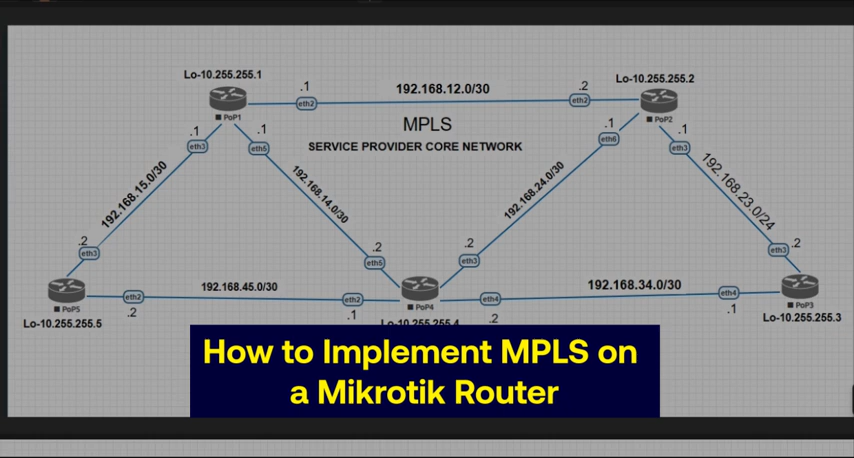 Lo-10.255.255.1
PoP1
.1
eth2
192.168.12.0/30
.2
eth2
Lo-10.255.255.2
PoP2
MPLS
SERVICE PROVIDER CORE NETWORK
.1
eth3
.1
eth5
.1
eth6
.1
eth3
192.168.15.0/30
192.168.14.0/30
192.168.24.0/30
192.168.23.0/24
.2
eth3
.2
eth5
.2
eth3
.2
eth3
PoP5
Lo-10.255.255.5
eth2
.2
192.168.45.0/30
eth2
.1
PoP4
Lo-10.255.255.4
eth4
.2
192.168.34.0/30
eth4
.1
PoP3
Lo-10.255.255.3
How to Implement MPLS on
a Mikrotik Router